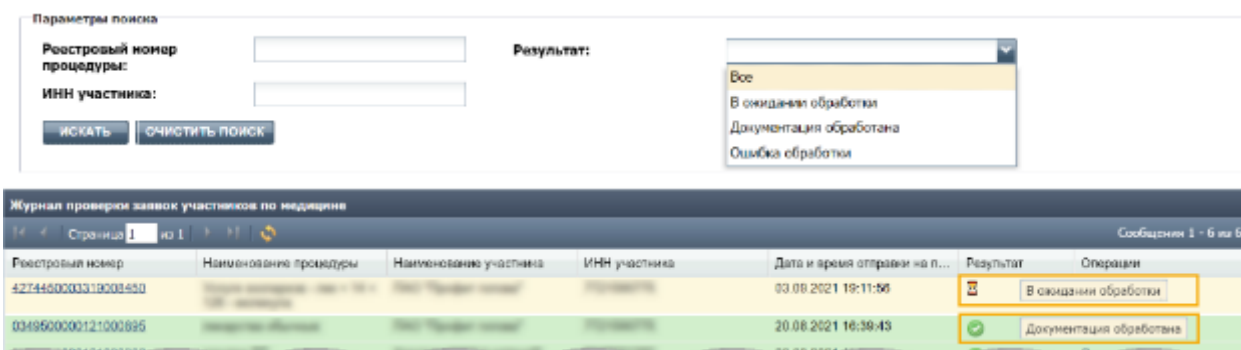 Параметры поиска
Реестровый номер процедуры:
Результат:
ИНН участника:
ИСКАТЬ ОЧИСТИТЬ ПОИСК
Все
В ожидании обработки
Документация обработана
Ошибка обработки
Журнал проверки заявок участников по медицине
Страница 1 из 1 Сообщения 1 - 6 из 6
Реестровый номер Наименование процедуры Наименование участника ИНН участника Дата и время отправки на п... Результат Операции
03.09.2021 19:11:56 В ожидании обработки
0349500000121000895 20.08.2021 16:39:43 Документация обработана